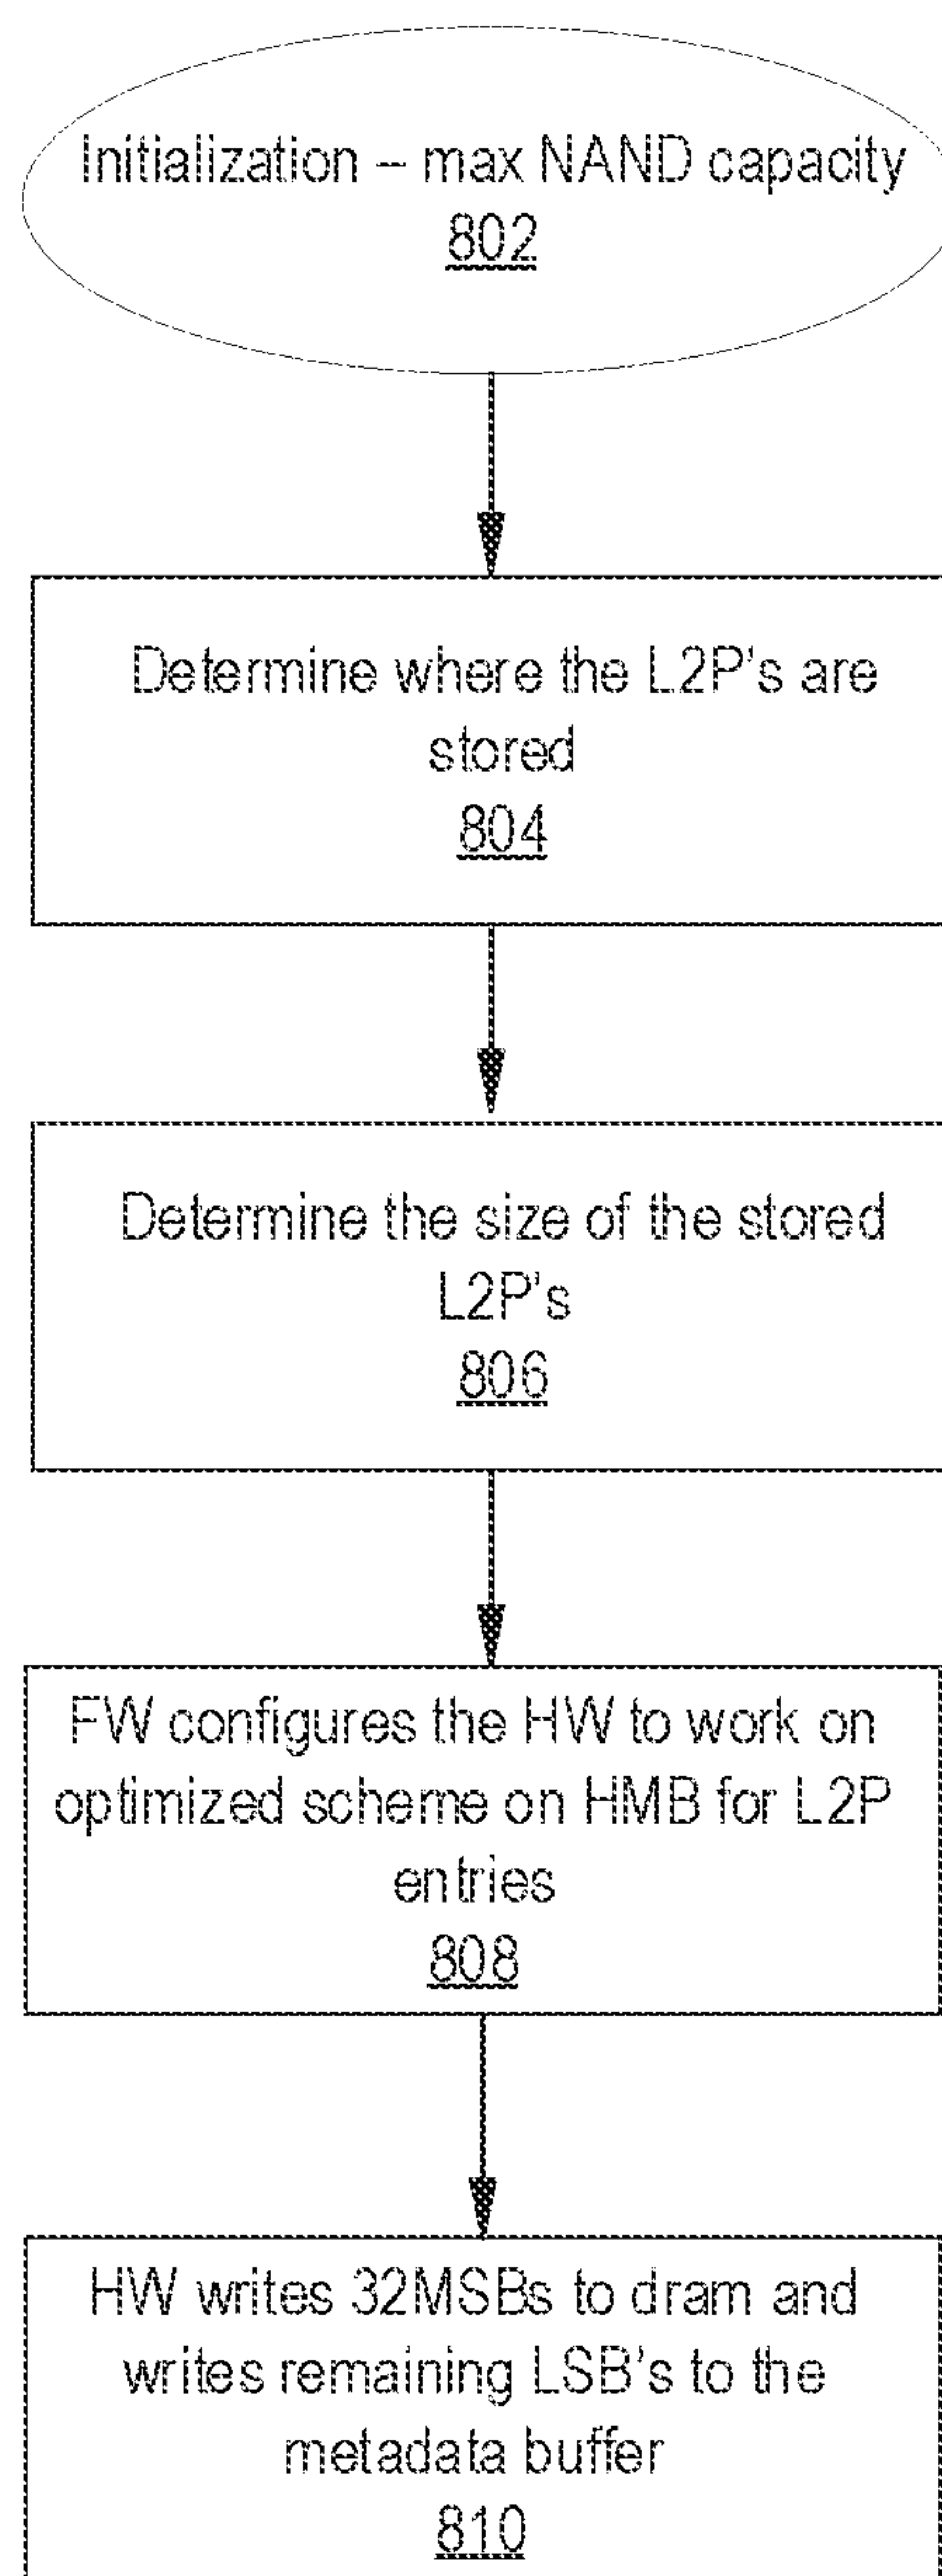 Initialization – max NAND capacity
802
Determine where the L2P's are
stored
804
Determine the size of the stored
L2P's
806
FW configures the HW to work on
optimized scheme on HMB for L2P
entries
808
HW writes 32MSBs to dram and
writes remaining LSB's to the
metadata buffer
810